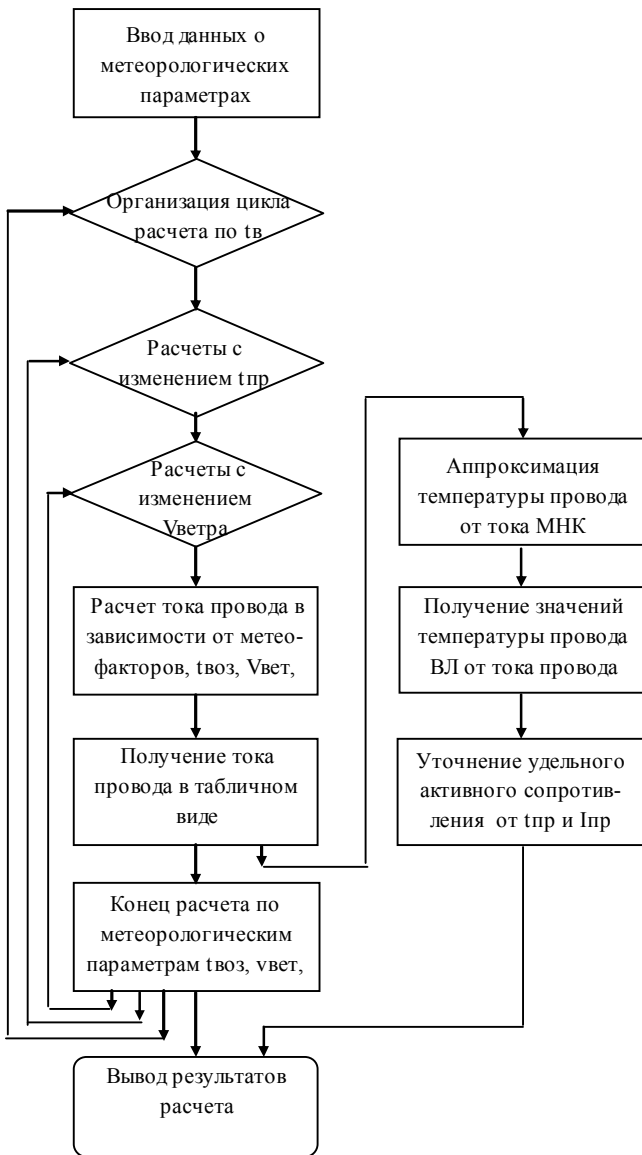 Ввод данных о
метеорологических
параметрах
Организация цикла
расчета по tв
Расчеты с
изменением tпр
Расчеты с
изменением
Vветра
Расчет тока провода в
зависимости от метео-
факторов, tвоз, Vвет,
Получение тока
провода в табличном
виде
Конец расчета по
метеорологическим
параметрам tвоз, vвет,
Аппроксимация
температуры провода
от тока МНК
Получение значений
температуры провода
ВЛ от тока провода
Уточнение удельного
активного сопротив-
ления от tпр и Iпр
Вывод результатов
расчета